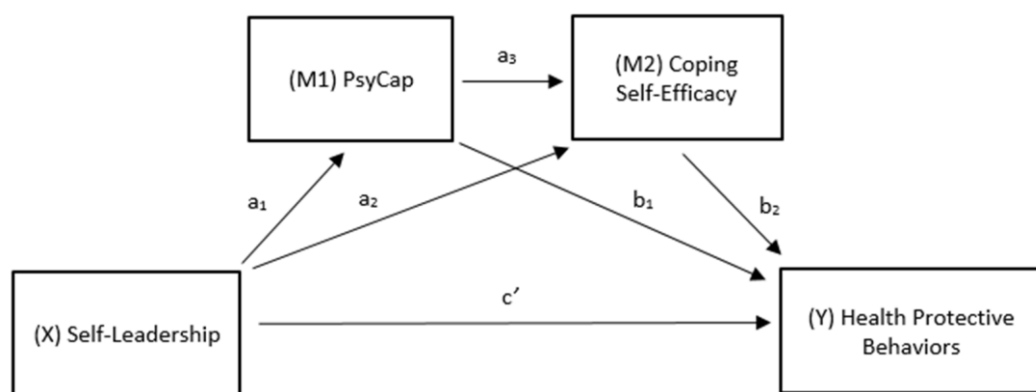 (M1) PsyCap
a₃
(M2) Coping
Self-Efficacy
a₁
a₂
b₁
b₂
(X) Self-Leadership
c′
(Y) Health Protective
Behaviors